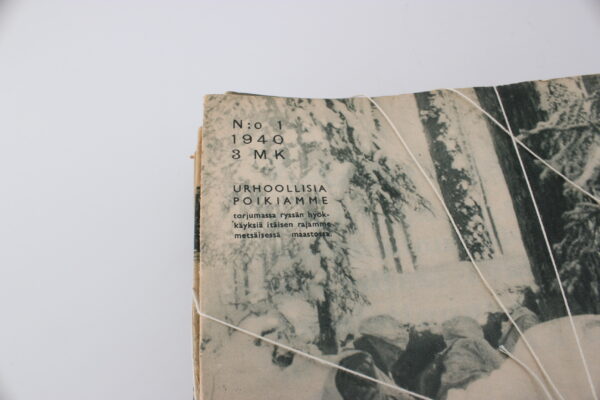 N:o 1
1940
3 MK
URHOOLLISIA
POIKIAMME
torjumassa ryssän hyök-
käyksiä itäisen rajamme
metsäisessä maastossa.